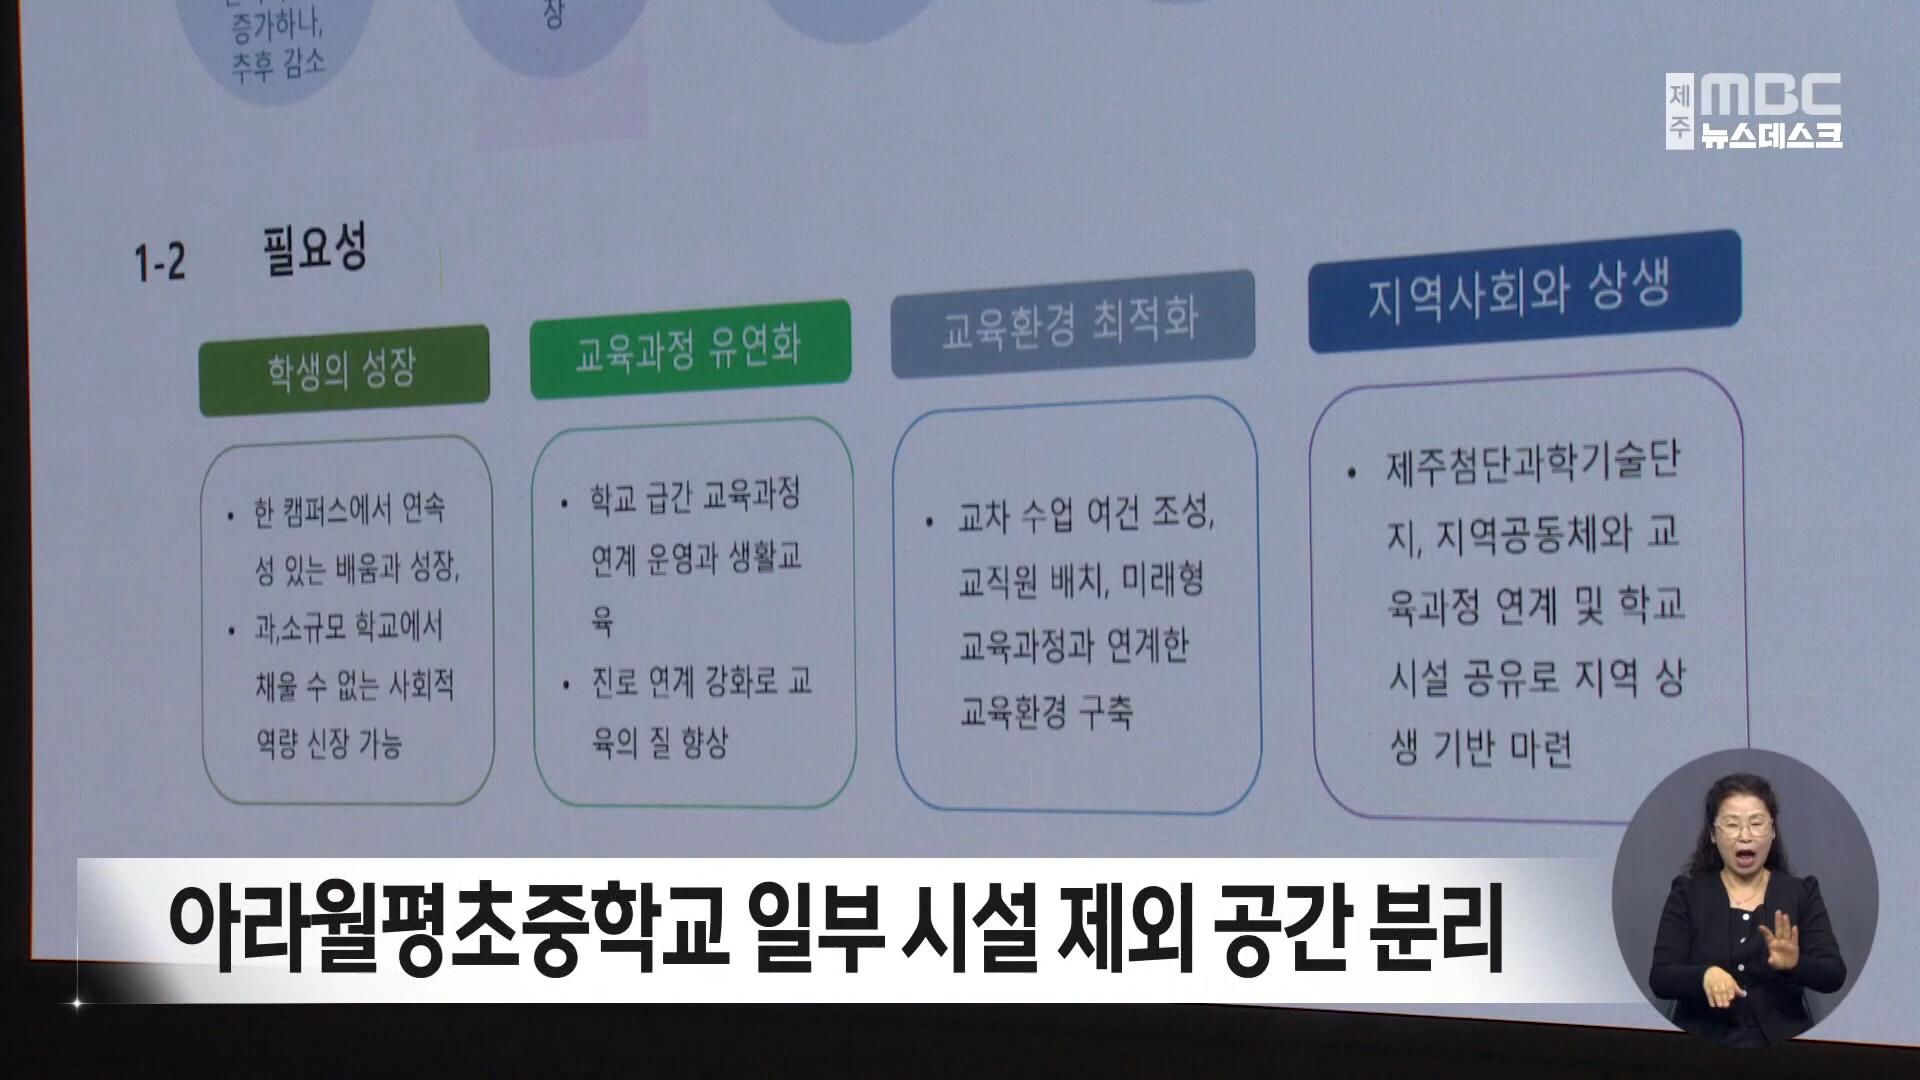 증가하나,
추후 감소
장
제주
MBC
뉴스데스크
1-2 필요성
학생의 성장
• 한 캠퍼스에서 연속
성 있는 배움과 성장,
• 과,소규모 학교에서
채울 수 없는 사회적
역량 신장 가능
교육과정 유연화
• 학교 급간 교육과정
연계 운영과 생활교
육
• 진로 연계 강화로 교
육의 질 향상
교육환경 최적화
• 교차 수업 여건 조성,
교직원 배치, 미래형
교육과정과 연계한
교육환경 구축
지역사회와 상생
• 제주첨단과학기술단
지, 지역공동체와 교
육과정 연계 및 학교
시설 공유로 지역 상
생 기반 마련
아라월평초중학교 일부 시설 제외 공간 분리